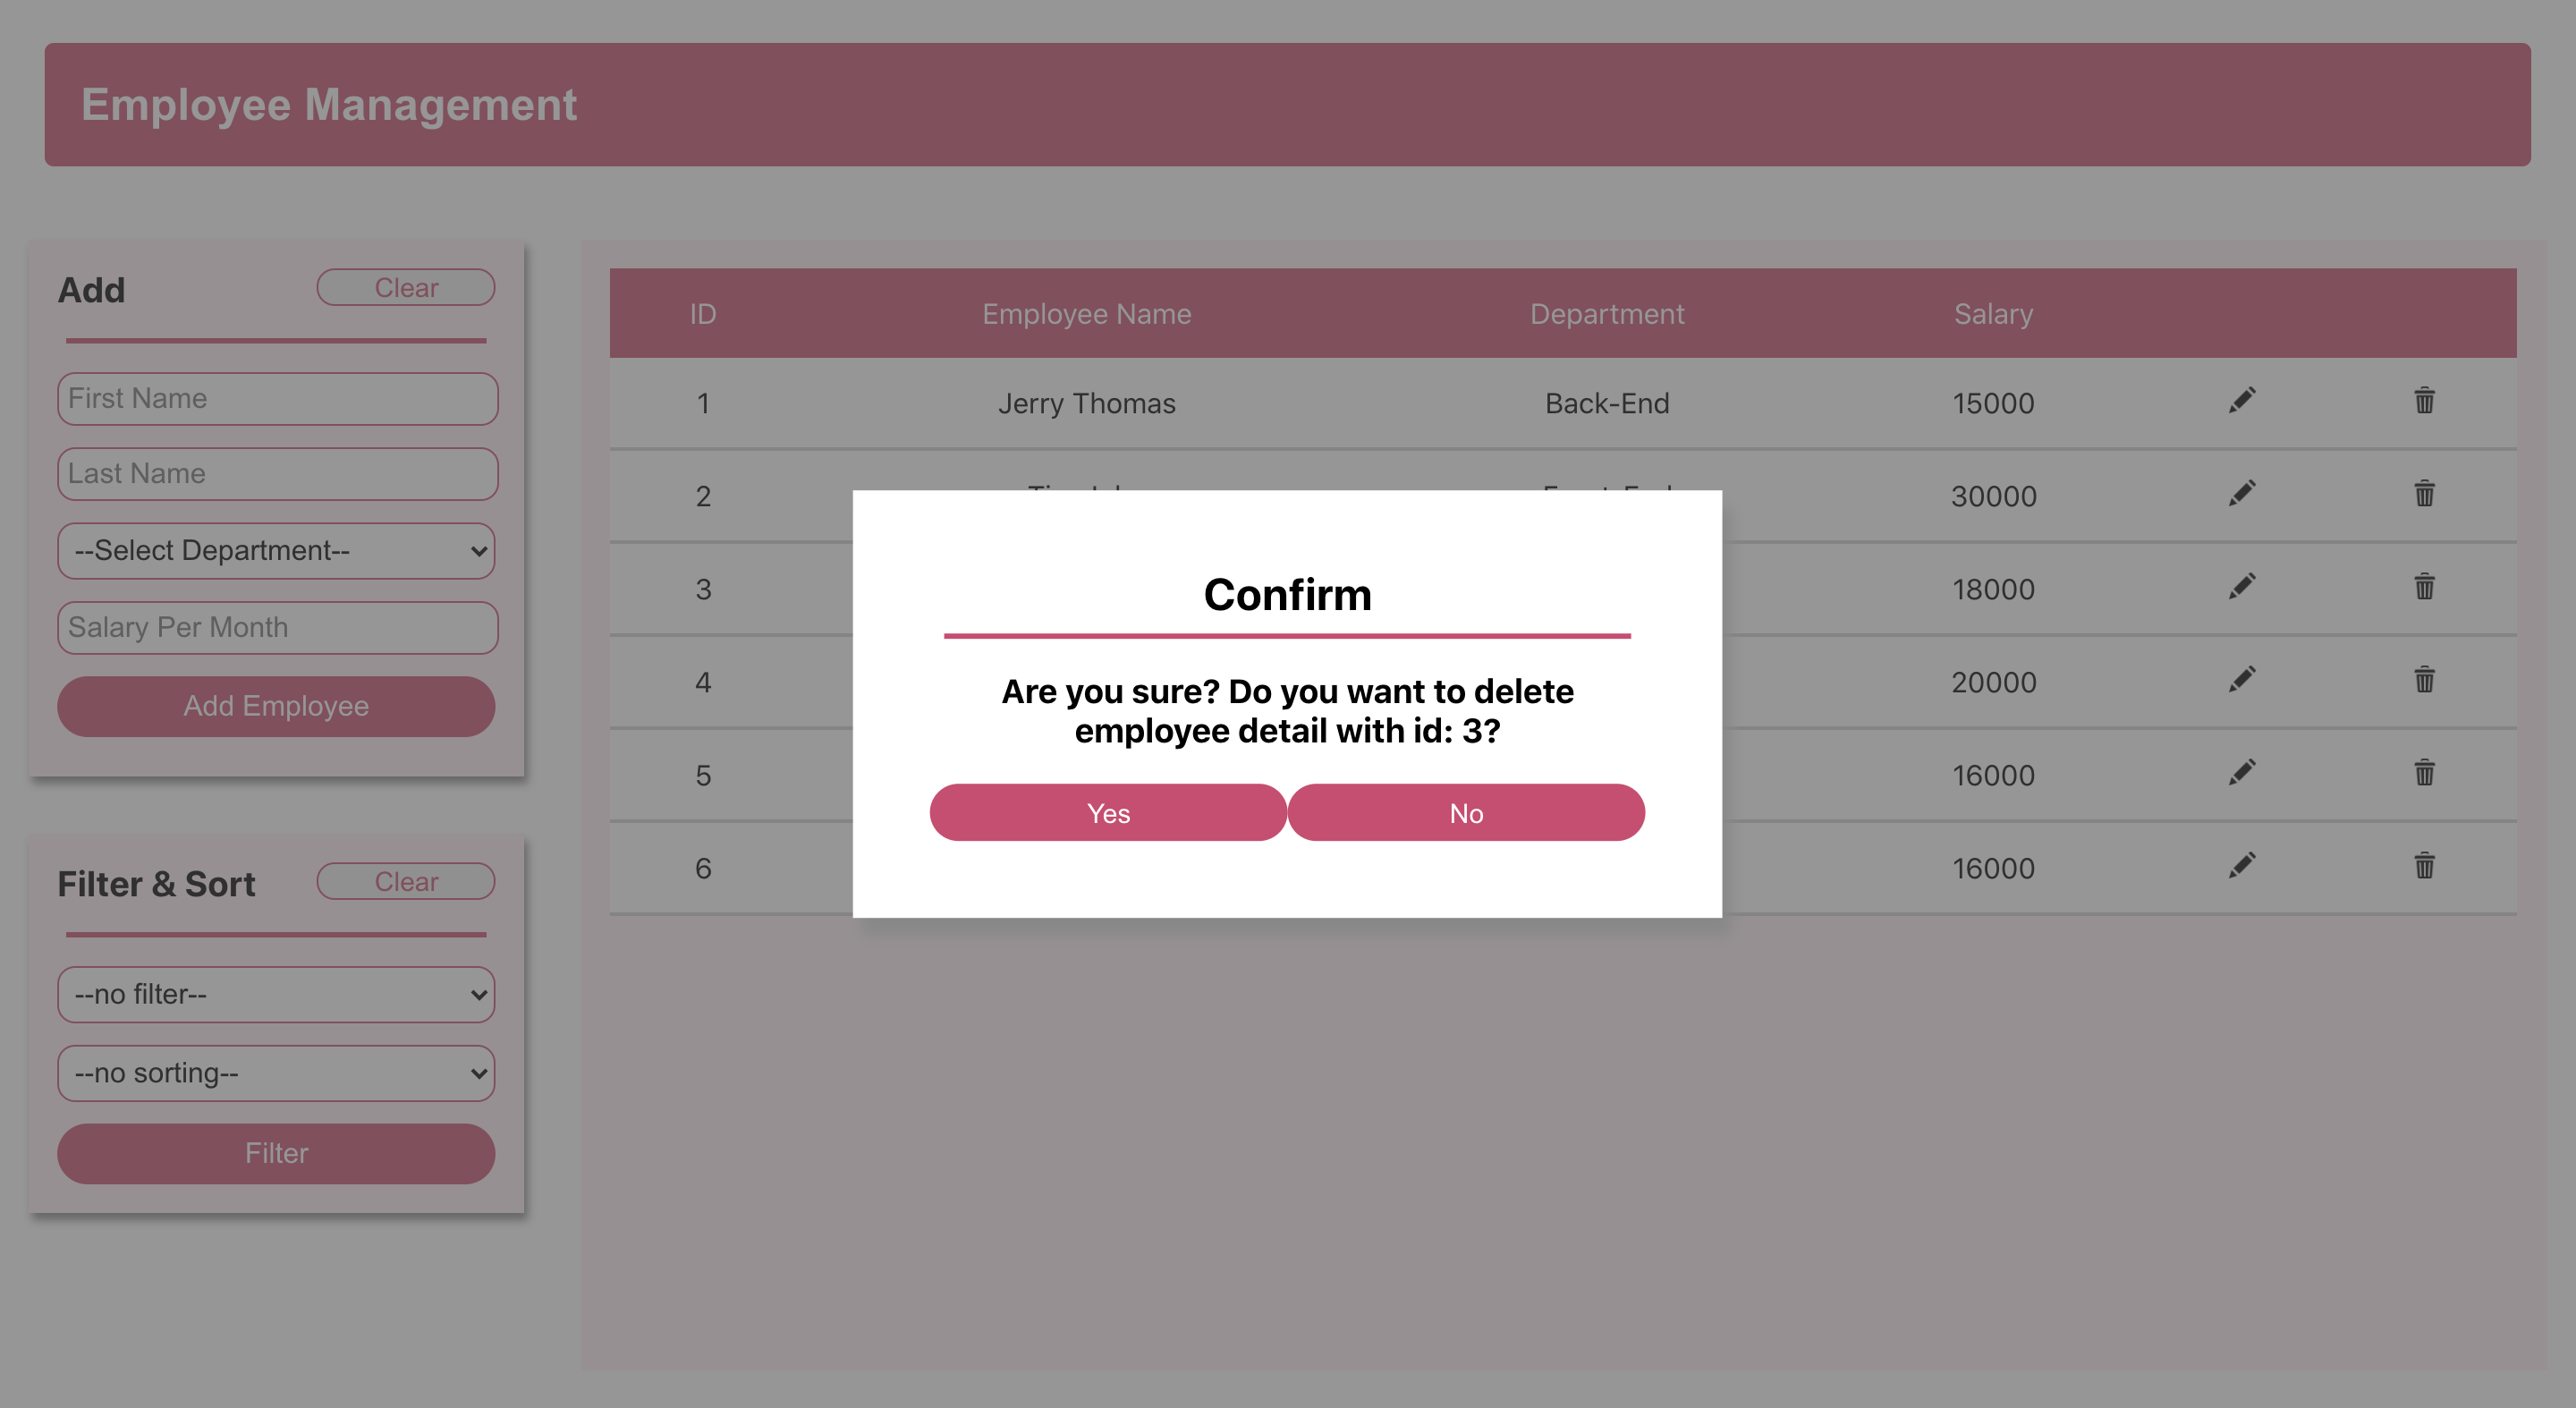 Employee Management
Add
Clear
First Name
Last Name
--Select Department--
Salary Per Month
Add Employee
Filter & Sort
Clear
--no filter--
--no sorting--
Filter
ID Employee Name Department Salary
1 Jerry Thomas Back-End 15000
2 30000
3 18000
4 20000
5 16000
6 16000
Confirm
Are you sure? Do you want to delete
employee detail with id: 3?
Yes No